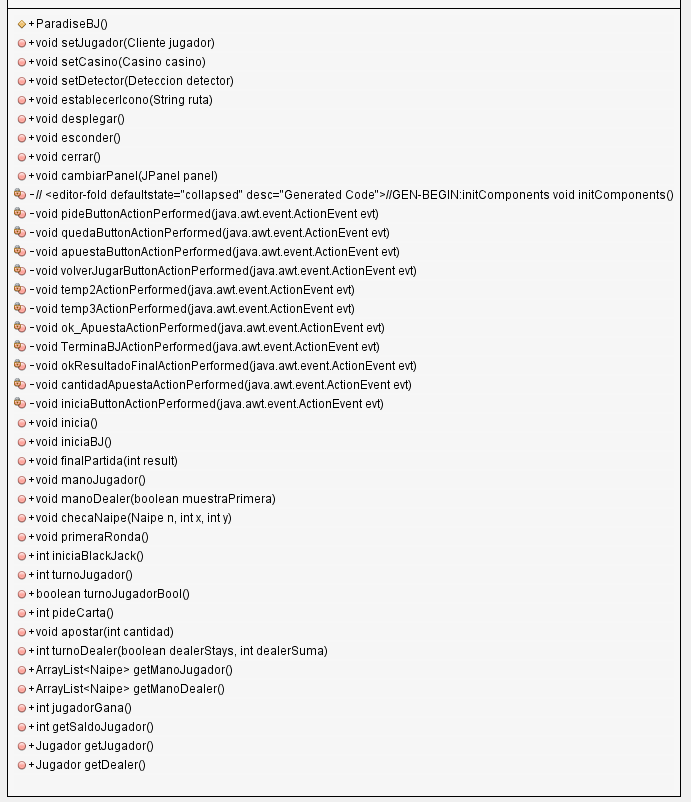 +ParadiseBJ()
+void setJugador(Cliente jugador)
+void setCasino(Casino casino)
+void setDetector(Deteccion detector)
+void establecerIcono(String ruta)
+void desplegar()
+void esconder()
+void cerrar()
+void cambiarPanel(JPanel panel)
-// <editor-fold defaultstate="collapsed" desc="Generated Code">//GEN-BEGIN:initComponents void initComponents()
-void pideButtonActionPerformed(java.awt.event.ActionEvent evt)
-void quedaButtonActionPerformed(java.awt.event.ActionEvent evt)
-void apuestaButtonActionPerformed(java.awt.event.ActionEvent evt)
-void volverJugarButtonActionPerformed(java.awt.event.ActionEvent evt)
-void temp2ActionPerformed(java.awt.event.ActionEvent evt)
-void temp3ActionPerformed(java.awt.event.ActionEvent evt)
-void ok_ApuestaActionPerformed(java.awt.event.ActionEvent evt)
-void TerminaBJActionPerformed(java.awt.event.ActionEvent evt)
-void okResultadoFinalActionPerformed(java.awt.event.ActionEvent evt)
-void cantidadApuestaActionPerformed(java.awt.event.ActionEvent evt)
-void iniciaButtonActionPerformed(java.awt.event.ActionEvent evt)
+void inicia()
+void iniciaBJ()
+void finalPartida(int result)
+void manoJugador()
+void manoDealer(boolean muestraPrimera)
+void checaNaipe(Naipe n, int x, int y)
+void primeraRonda()
+int iniciaBlackJack()
+int turnoJugador()
+boolean turnoJugadorBool()
+int pideCarta()
+void apostar(int cantidad)
+int turnoDealer(boolean dealerStays, int dealerSuma)
+ArrayList<Naipe> getManoJugador()
+ArrayList<Naipe> getManoDealer()
+int jugadorGana()
+int getSaldoJugador()
+Jugador getJugador()
+Jugador getDealer()